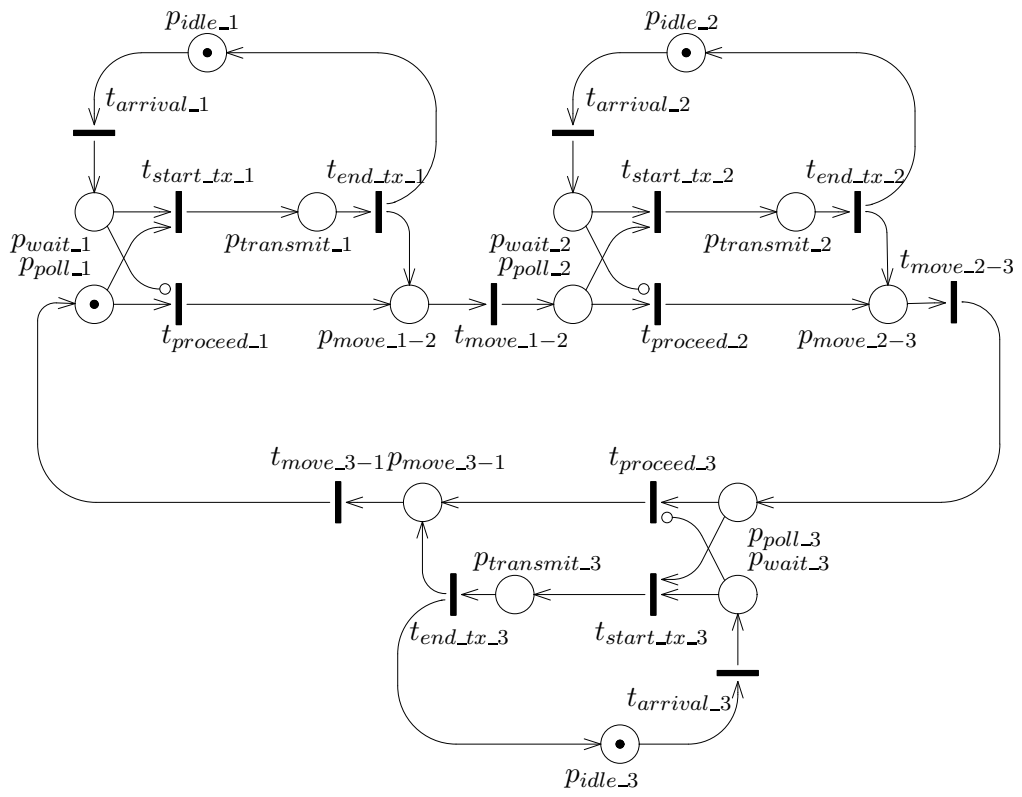 p_idle_1
p_idle_2
t_arrival_1
t_arrival_2
t_start_tx_1
t_end_tx_1
t_start_tx_2
t_end_tx_2
p_wait_1
p_transmit_1
p_wait_2
p_transmit_2
p_poll_1
p_poll_2
t_move_2−3
t_proceed_1
p_move_1−2
t_move_1−2
t_proceed_2
p_move_2−3
t_move_3−1
p_move_3−1
t_proceed_3
p_poll_3
p_transmit_3
p_wait_3
t_end_tx_3
t_start_tx_3
t_arrival_3
p_idle_3